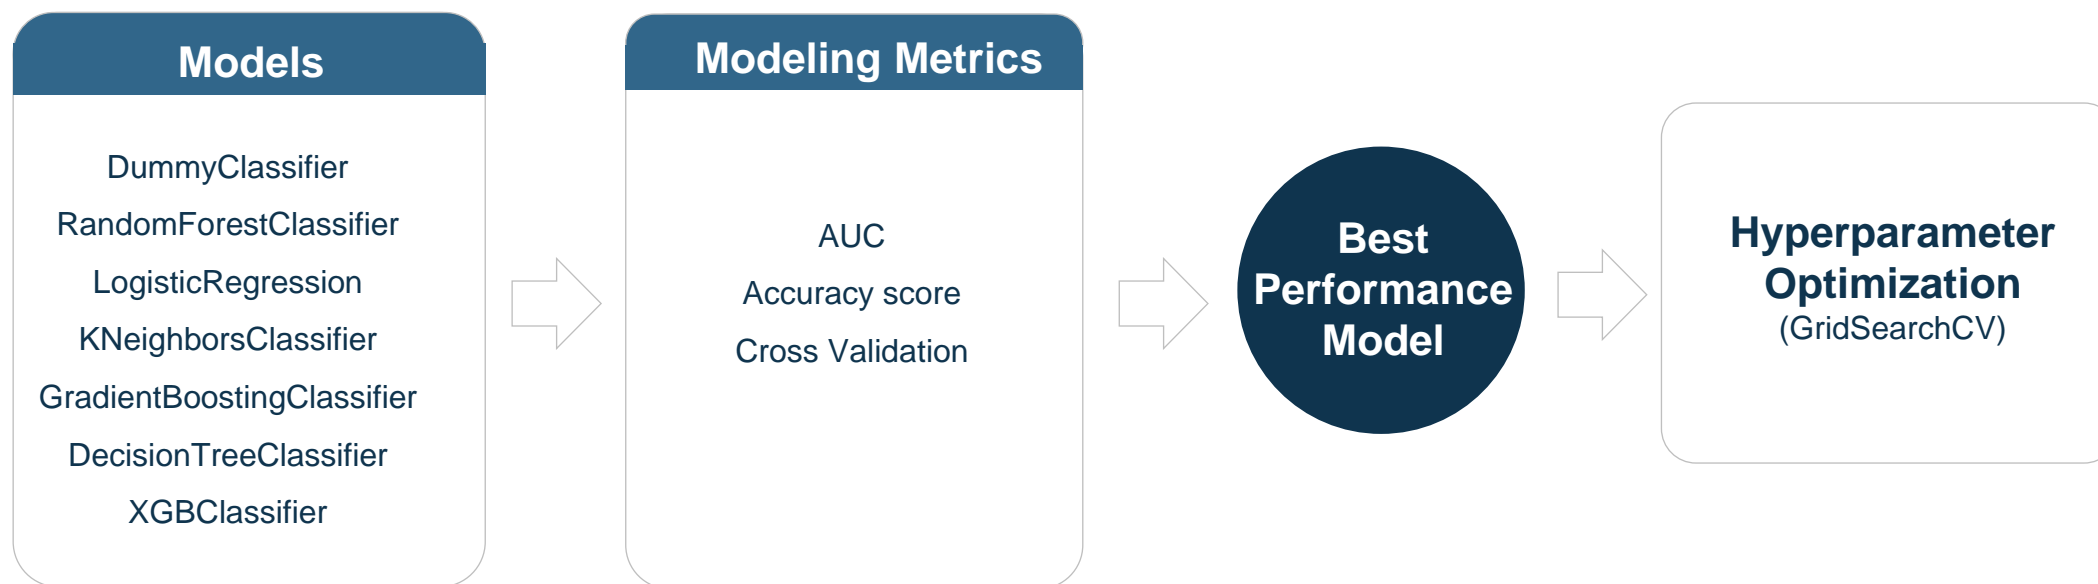 Models
DummyClassifier
RandomForestClassifier
LogisticRegression
KNeighborsClassifier
GradientBoostingClassifier
DecisionTreeClassifier
XGBClassifier
Modeling Metrics
AUC
Accuracy score
Cross Validation
Best
Performance
Model
Hyperparameter
Optimization
(GridSearchCV)